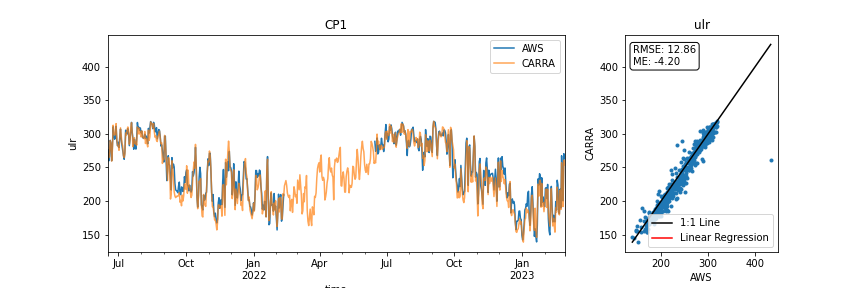 CP1
ulr
400
350
300
250
200
150
ulr
AWS
CARRA
Jul
Oct
Jan
2022
Apr
Jul
Oct
Jan
2023
time
ulr
RMSE: 12.86
ME: -4.20
400
350
300
250
200
150
CARRA
1:1 Line
Linear Regression
200
300
400
AWS